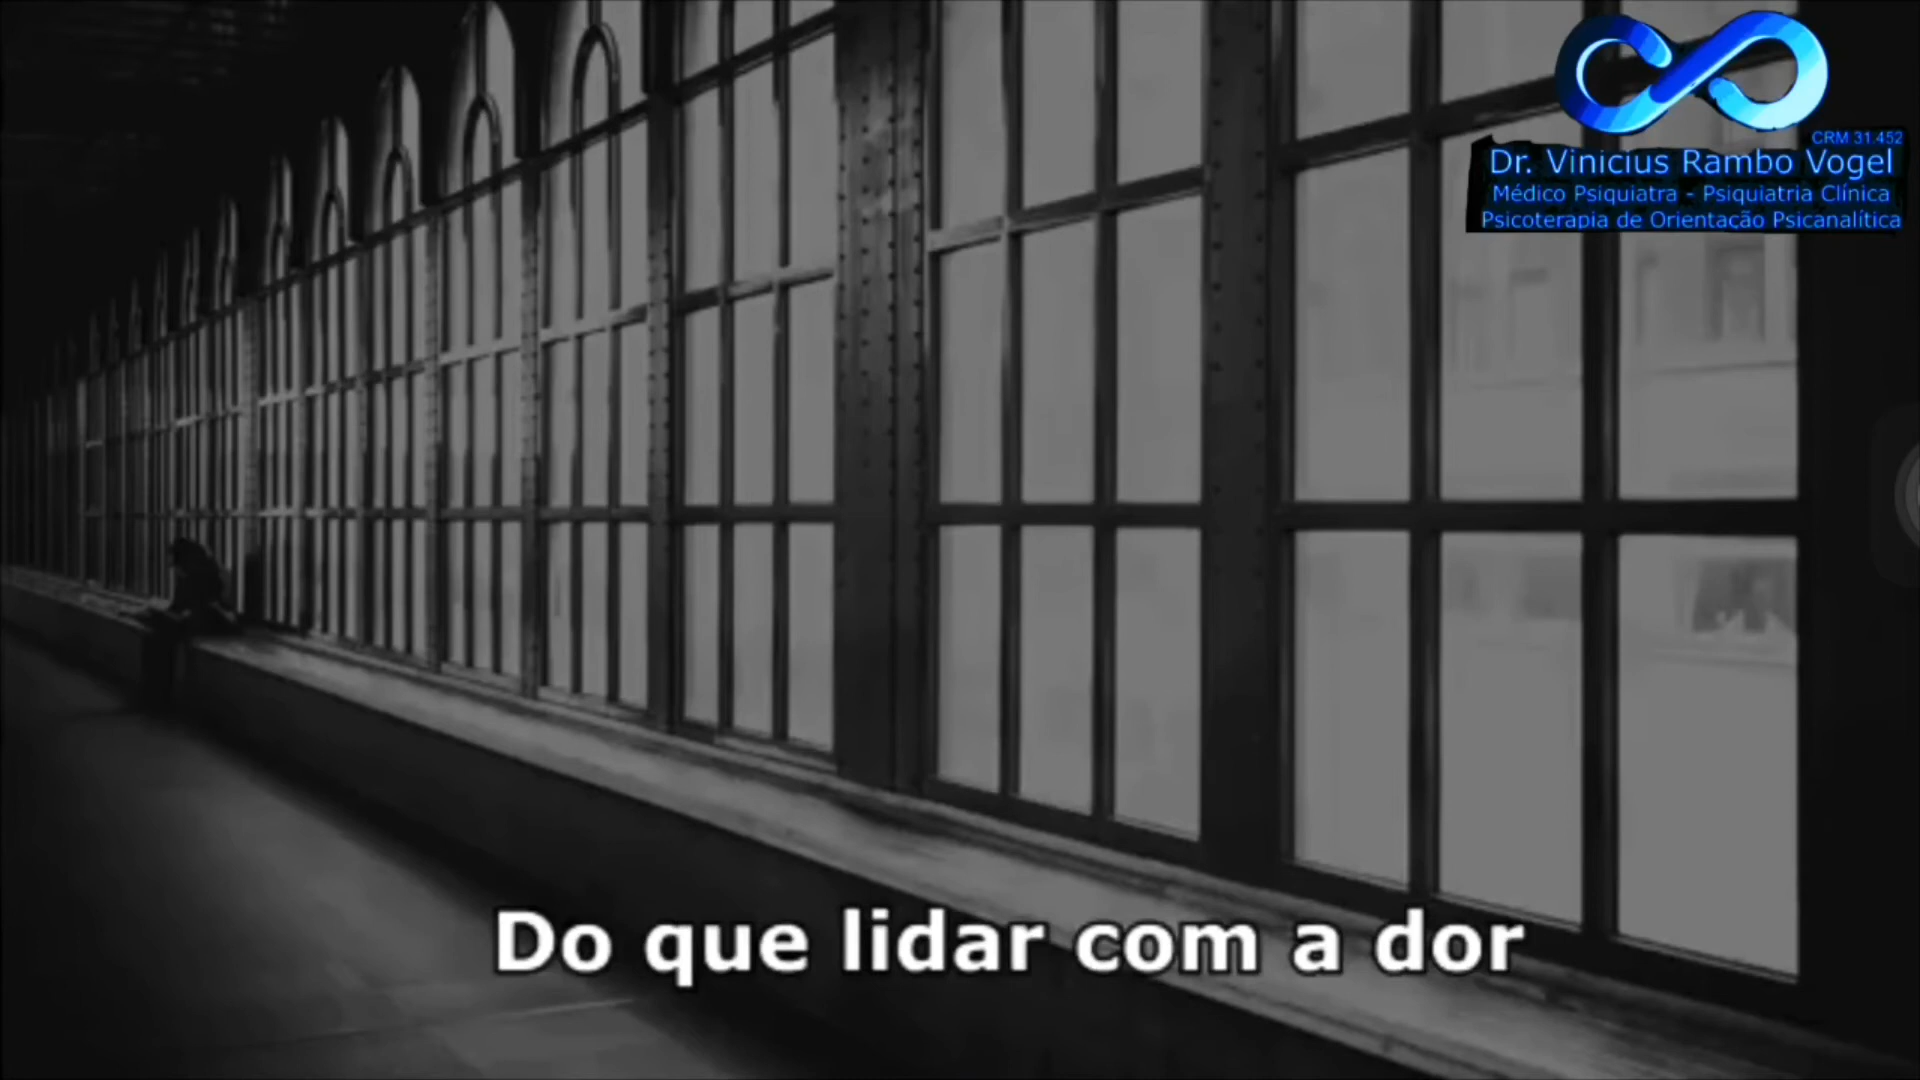 CRM 31.452
Dr. Vinicius Rambo Vogel
Médico Psiquiatra - Psiquiatria Clínica
Psicoterapia de Orientação Psicanalítica
Do que lidar com a dor